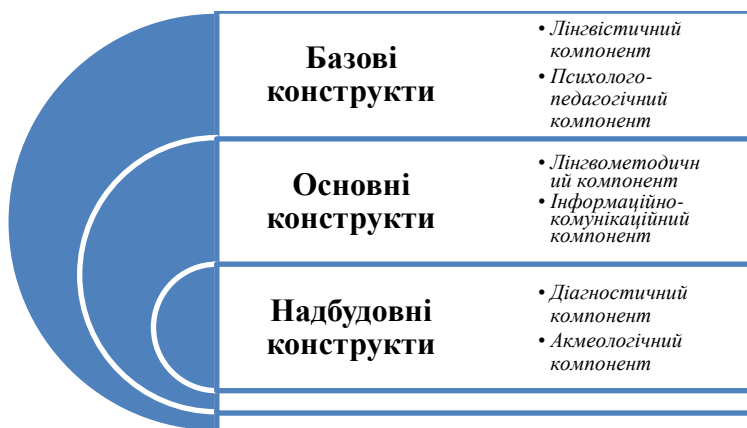 Базові
конструкти
• Лінгвістичний
компонент
• Психолого-
педагогічний
компонент
Основні
конструкти
• Лінгвометодичн
ий компонент
• Інформаційно-
комунікаційний
компонент
Надбудовні
конструкти
• Діагностичний
компонент
• Акмеологічний
компонент